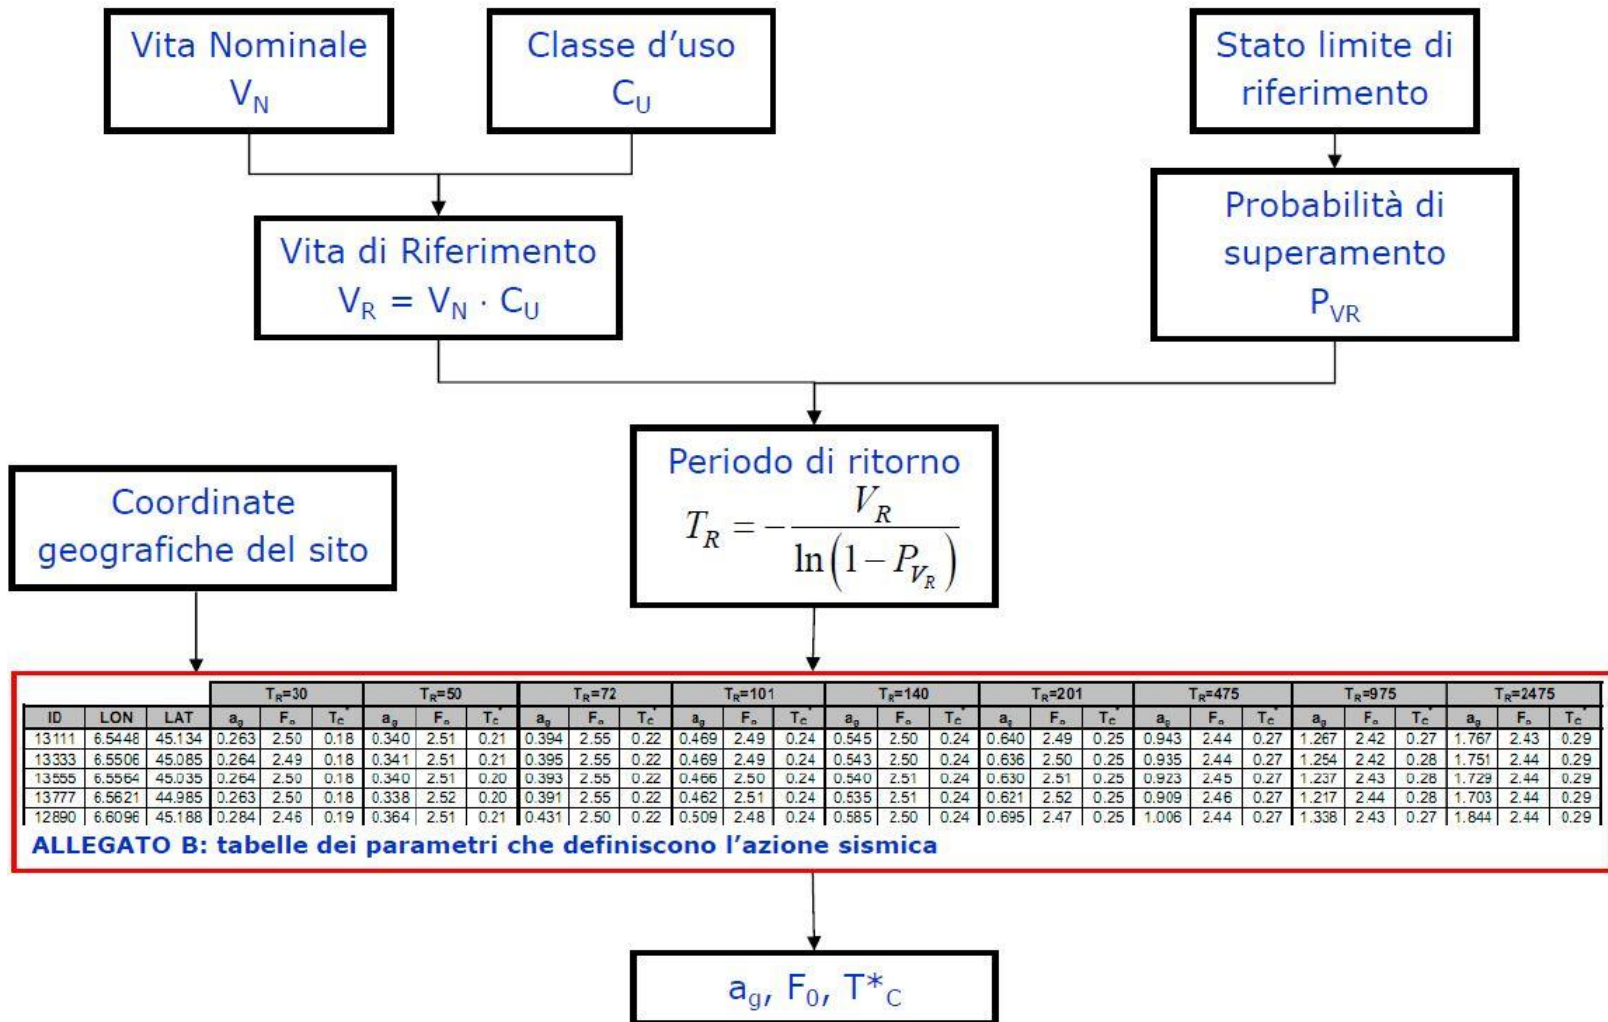 Vita Nominale
V_N
Classe d'uso
C_U
Stato limite di
riferimento
Vita di Riferimento
V_R = V_N · C_U
Probabilità di
superamento
P_VR
Periodo di ritorno
T_R = - V_R / ln(1 - P_V_R)
Coordinate
geografiche del sito
T_R=30 T_R=50 T_R=72 T_R=101 T_R=140 T_R=201 T_R=475 T_R=975 T_R=2475
ID LON LAT a_g F_o T_C* a_g F_o T_C* a_g F_o T_C* a_g F_o T_C* a_g F_o T_C* a_g F_o T_C* a_g F_o T_C* a_g F_o T_C* a_g F_o T_C*
13111 6.5448 45.134 0.263 2.50 0.18 0.340 2.51 0.21 0.394 2.55 0.22 0.469 2.49 0.24 0.545 2.50 0.24 0.640 2.49 0.25 0.943 2.44 0.27 1.267 2.42 0.27 1.767 2.43 0.29
13333 6.5506 45.085 0.264 2.49 0.18 0.341 2.51 0.21 0.395 2.55 0.22 0.469 2.49 0.24 0.543 2.50 0.24 0.636 2.50 0.25 0.935 2.44 0.27 1.254 2.42 0.28 1.751 2.44 0.29
13555 6.5564 45.035 0.264 2.50 0.18 0.340 2.51 0.20 0.393 2.55 0.22 0.466 2.50 0.24 0.540 2.51 0.24 0.630 2.51 0.25 0.923 2.45 0.27 1.237 2.43 0.28 1.729 2.44 0.29
13777 6.5621 44.985 0.263 2.50 0.18 0.338 2.52 0.20 0.391 2.55 0.22 0.462 2.51 0.24 0.535 2.51 0.24 0.621 2.52 0.25 0.909 2.46 0.27 1.217 2.44 0.28 1.703 2.44 0.29
12890 6.6096 45.188 0.284 2.46 0.19 0.364 2.51 0.21 0.431 2.50 0.22 0.509 2.48 0.24 0.585 2.50 0.24 0.695 2.47 0.25 1.006 2.44 0.27 1.338 2.43 0.27 1.844 2.44 0.29
ALLEGATO B: tabelle dei parametri che definiscono l'azione sismica
a_g, F_0, T*_C